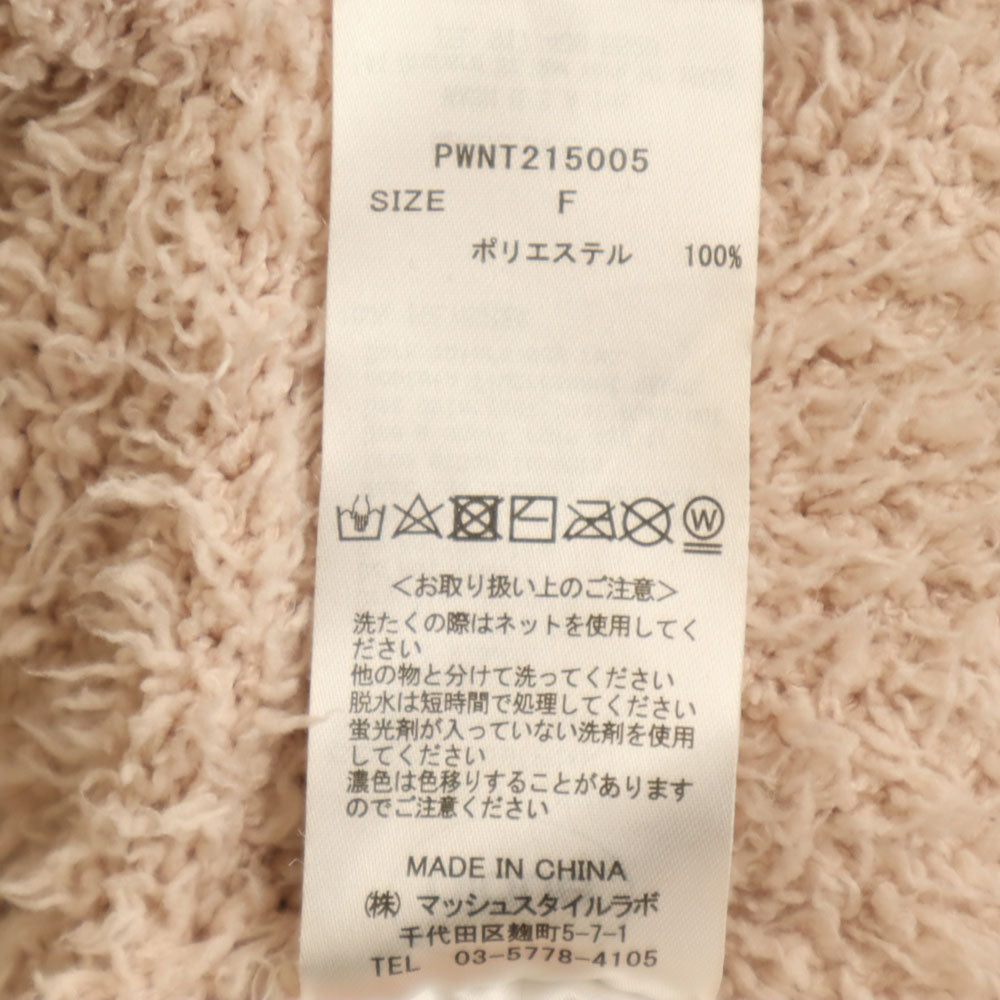 PWNT215005
SIZE F
ポリエステル 100%
W
<お取り扱い上のご注意>
洗たくの際はネットを使用してく
ださい
他の物と分けて洗ってください
脱水は短時間で処理してください
蛍光剤が入っていない洗剤を使用
してください
濃色は色移りすることがあります
のでご注意ください
MADE IN CHINA
(株) マッシュスタイルラボ
千代田区麹町5-7-1
TEL 03-5778-4105